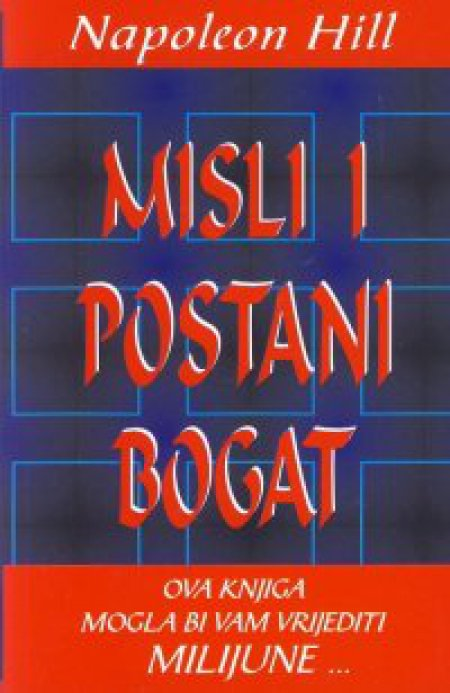 Napoleon Hill
MISLI I
POSTANI
BOGAT
OVA KNJIGA
MOGLA BI VAM VRIJEDITI
MILIJUNE ...